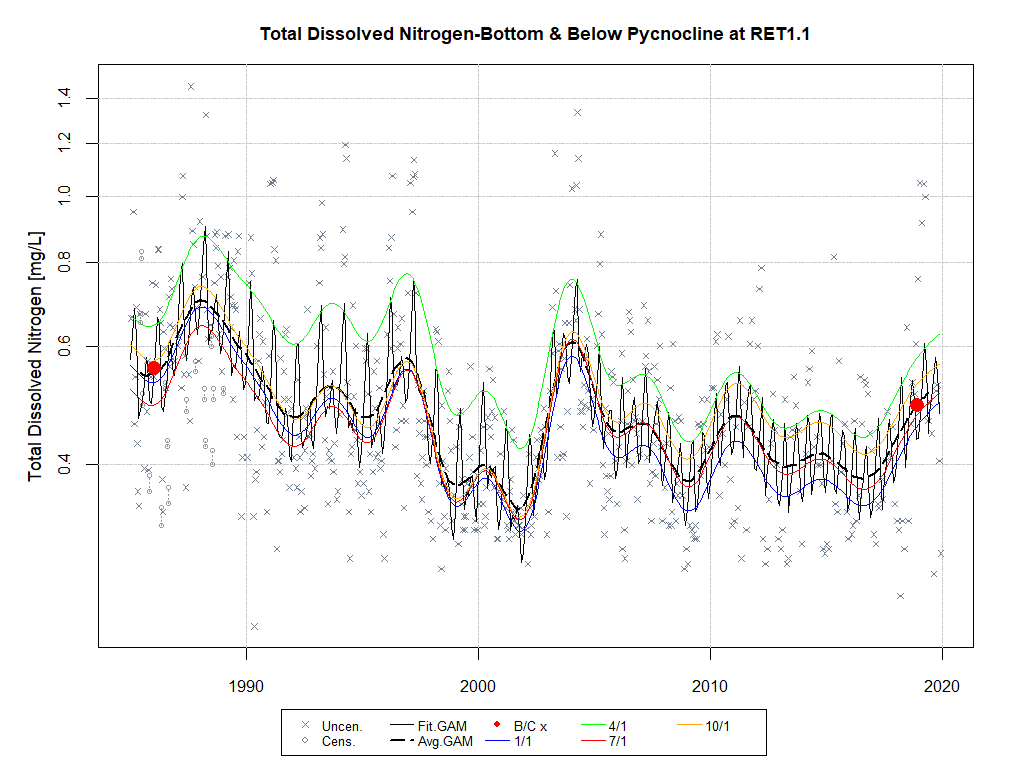 Total Dissolved Nitrogen-Bottom & Below Pycnocline at RET1.1
Total Dissolved Nitrogen [mg/L]
1.4
1.2
1.0
0.8
0.6
0.4
1990 2000 2010 2020
Uncen. Fit.GAM B/C x 4/1 10/1
Cens. Avg.GAM 1/1 7/1